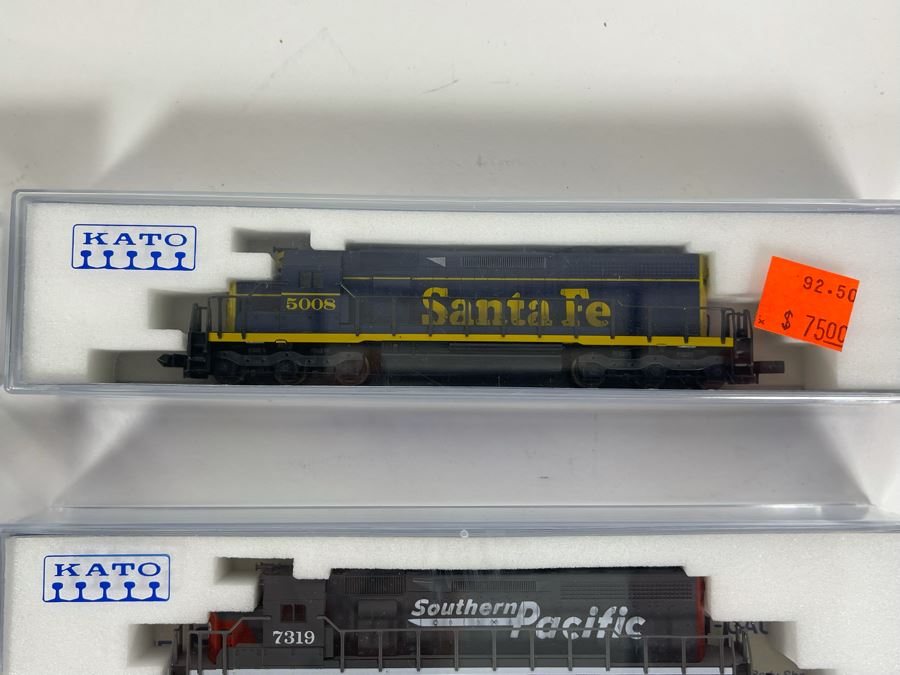 KATO
5008
Santa Fe
92.50
$ 7500
KATO
7319
Southern
Pacific